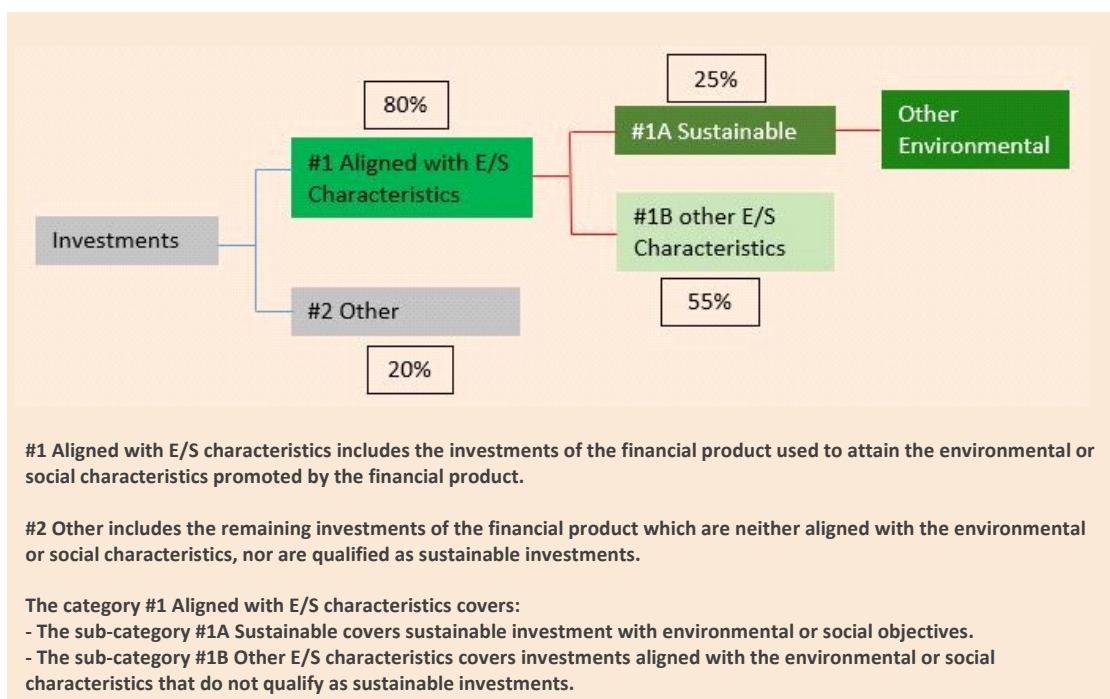 80%
25%
#1 Aligned with E/S
Characteristics
#1A Sustainable
Other
Environmental
Investments
#1B other E/S
Characteristics
55%
#2 Other
20%
#1 Aligned with E/S characteristics includes the investments of the financial product used to attain the environmental or
social characteristics promoted by the financial product.
#2 Other includes the remaining investments of the financial product which are neither aligned with the environmental
or social characteristics, nor are qualified as sustainable investments.
The category #1 Aligned with E/S characteristics covers:
- The sub-category #1A Sustainable covers sustainable investment with environmental or social objectives.
- The sub-category #1B Other E/S characteristics covers investments aligned with the environmental or social
characteristics that do not qualify as sustainable investments.